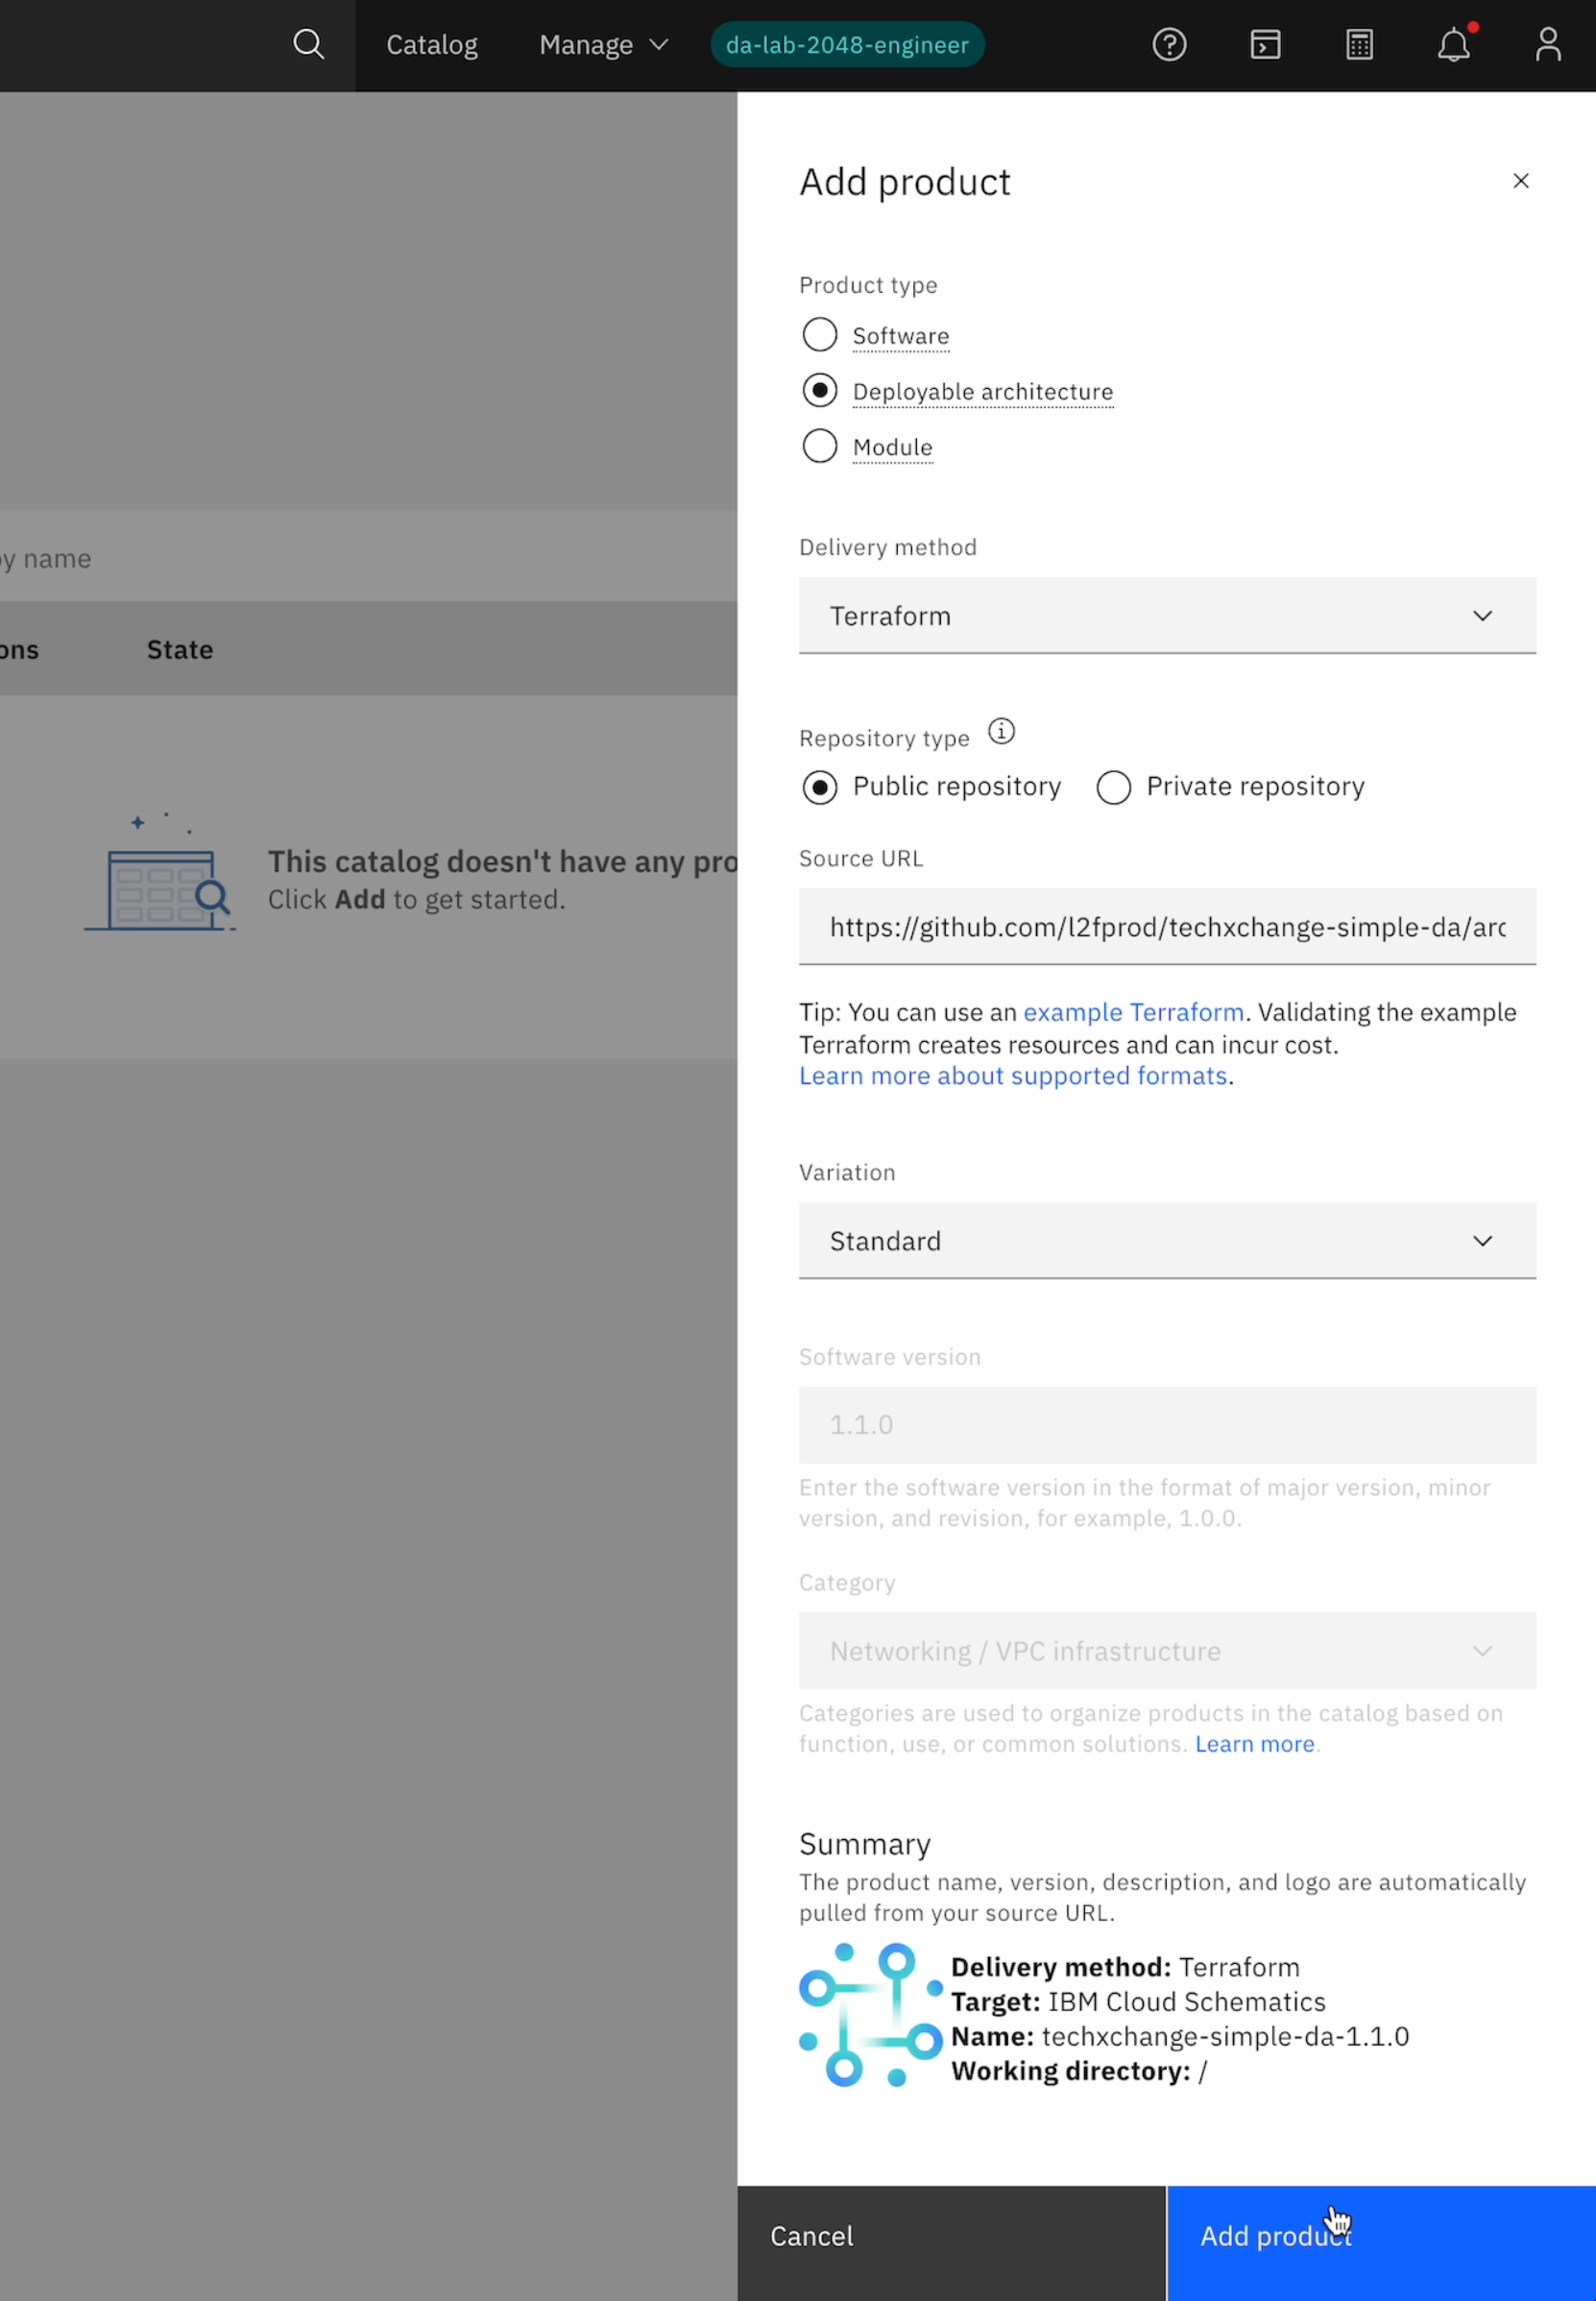 Catalog
Manage
da-lab-2048-engineer
Add product
Product type
Software
Deployable architecture
Module
Delivery method
Terraform
by name
ons State
Repository type
Public repository Private repository
This catalog doesn't have any pro
Click Add to get started.
Source URL
https://github.com/l2fprod/techxchange-simple-da/arc
Tip: You can use an example Terraform. Validating the example
Terraform creates resources and can incur cost.
Learn more about supported formats.
Variation
Standard
Software version
1.1.0
Enter the software version in the format of major version, minor
version, and revision, for example, 1.0.0.
Category
Networking / VPC infrastructure
Categories are used to organize products in the catalog based on
function, use, or common solutions. Learn more.
Summary
The product name, version, description, and logo are automatically
pulled from your source URL.
Delivery method: Terraform
Target: IBM Cloud Schematics
Name: techxchange-simple-da-1.1.0
Working directory: /
Cancel
Add product